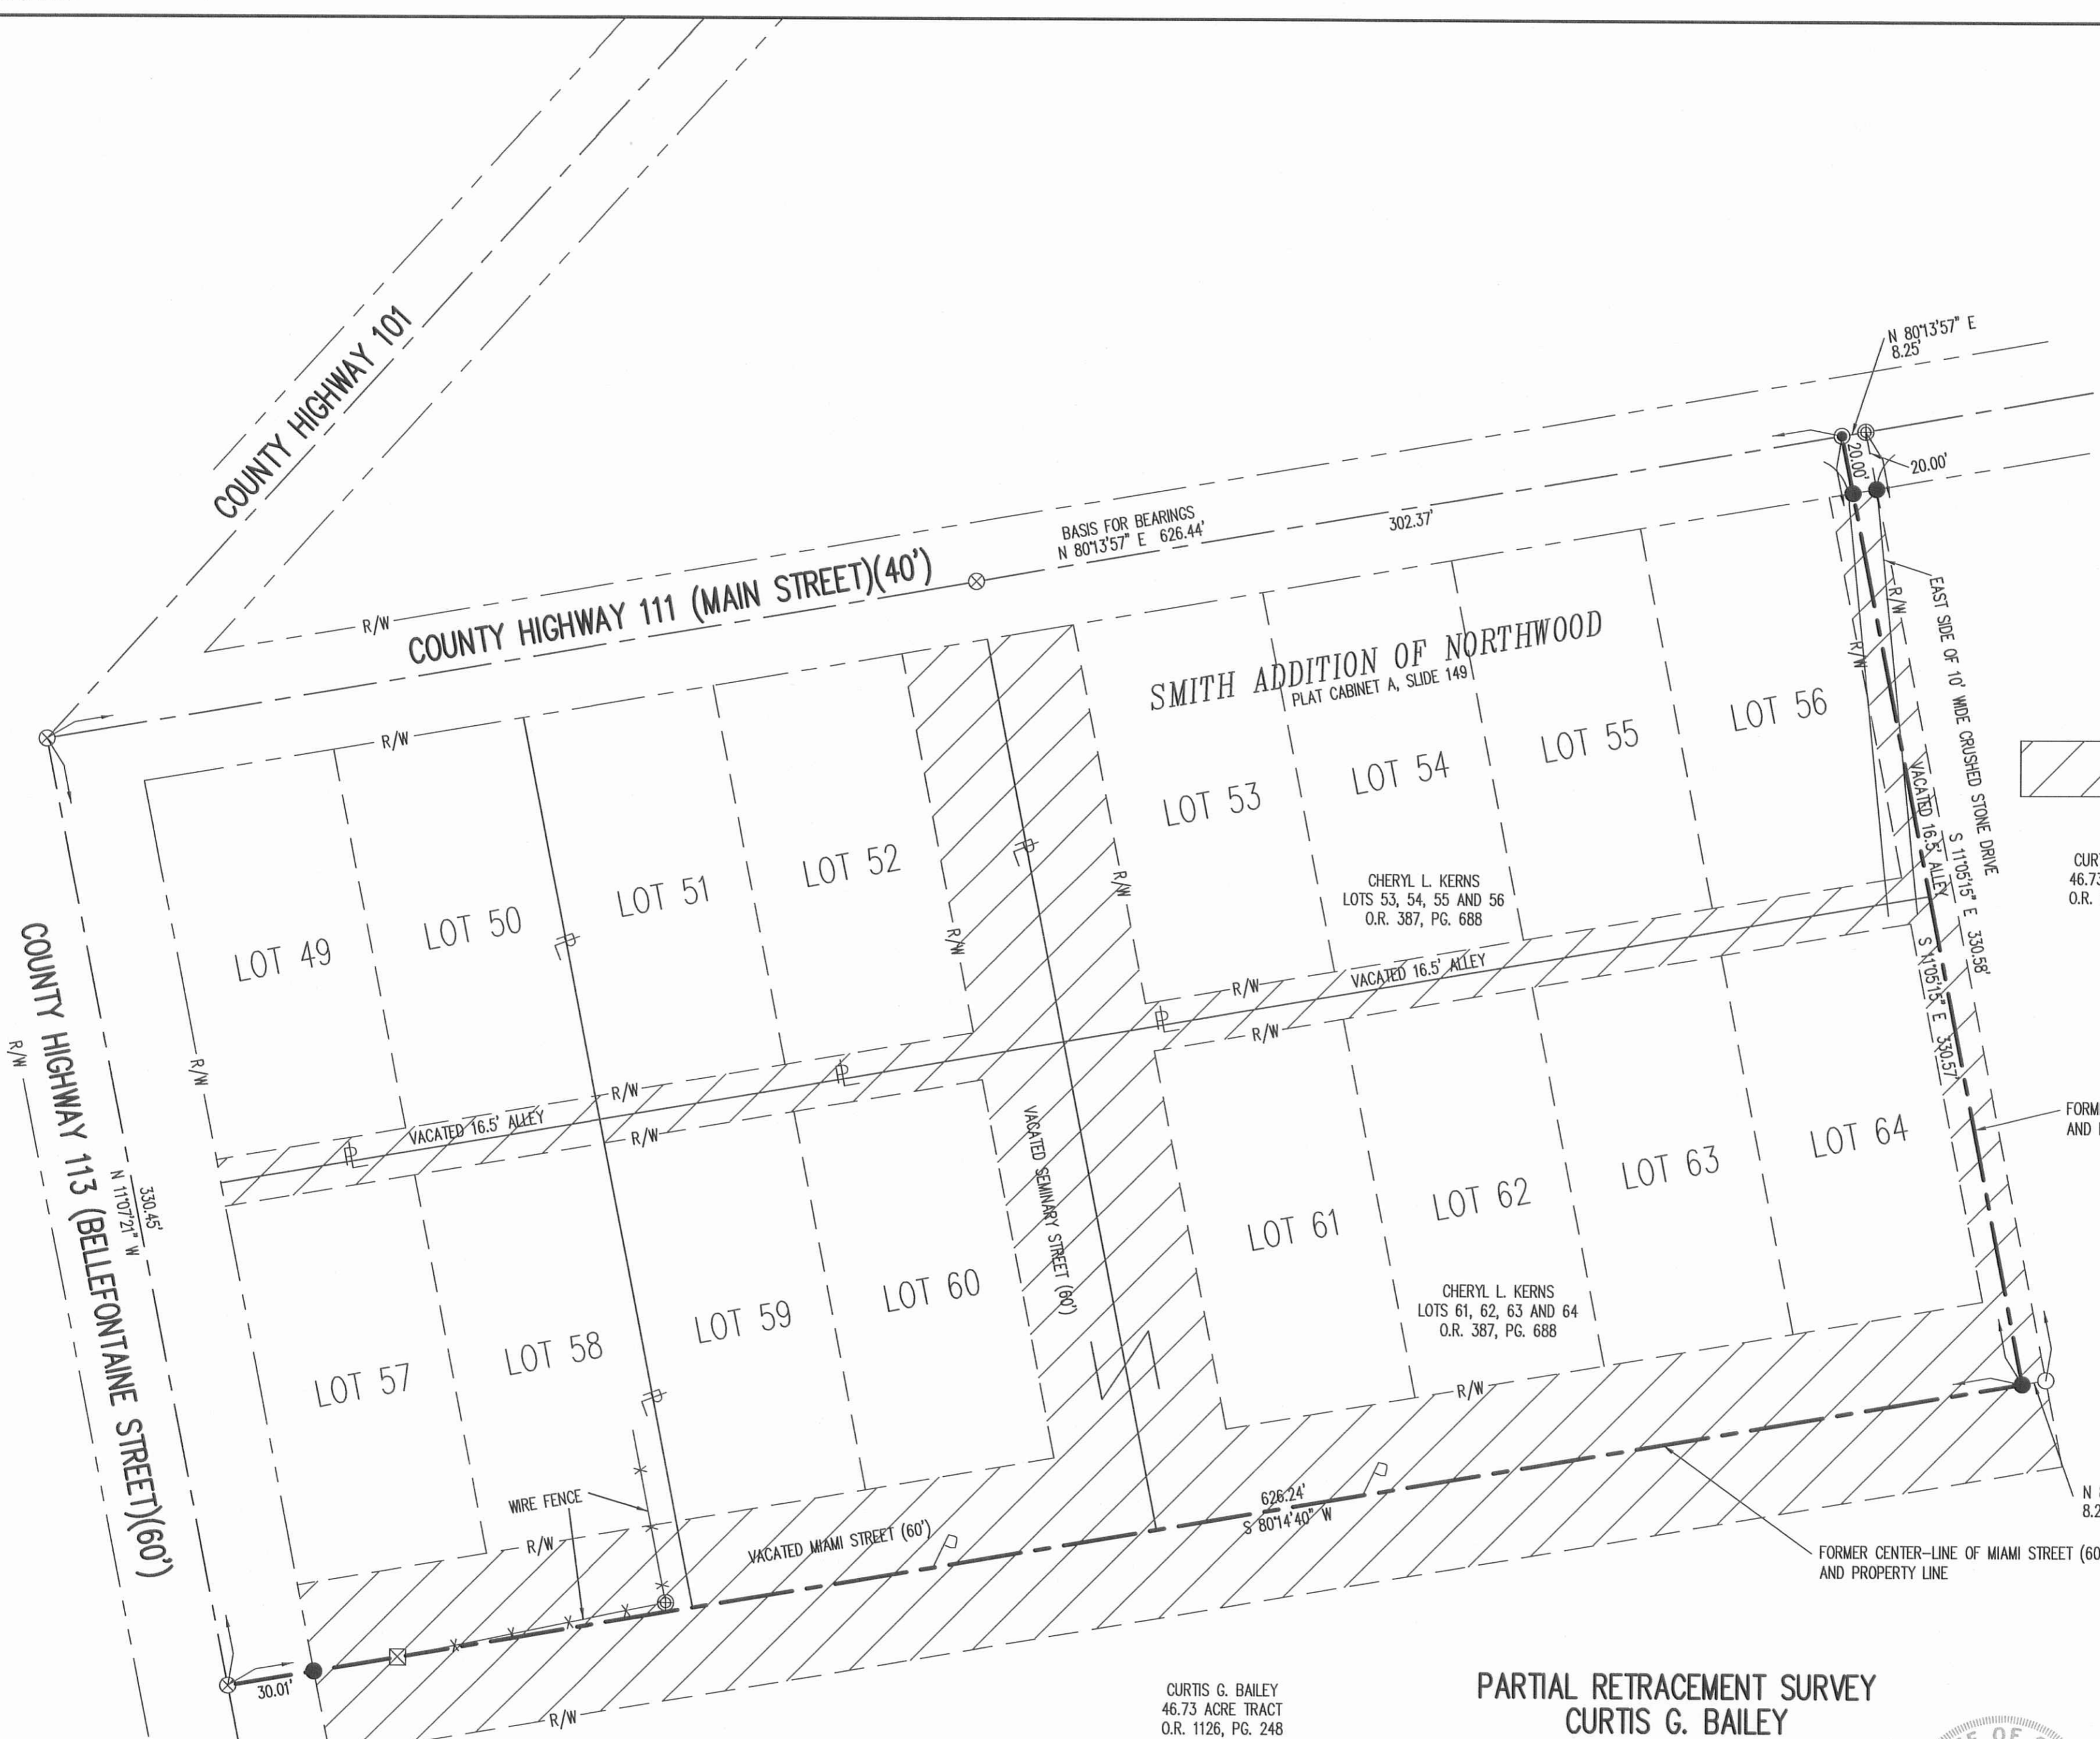 COUNTY HIGHWAY 101
N 80°13'57" E
8.25'
20.00'
20.00'
BASIS FOR BEARINGS
N 80°13'57" E 626.44'
302.37'
R/W
COUNTY HIGHWAY 111 (MAIN STREET)(40')
SMITH ADDITION OF NORTHWOOD
PLAT CABINET A, SLIDE 149
R/W
R/W
R/W
EAST SIDE OF 10' WIDE CRUSHED STONE DRIVE
LOT 49
LOT 50
LOT 51
LOT 52
LOT 53
LOT 54
LOT 55
LOT 56
R/W
R/W
R/W
CHERYL L. KERNS
LOTS 53, 54, 55 AND 56
O.R. 387, PG. 688
VACATED 16.5' ALLEY
S 11°05'15" E 330.58'
S 11°05'15" E 330.57'
46.73
O.R.
COUNTY HIGHWAY 113 (BELLEFONTAINE STREET)(60')
R/W
330.45'
N 11°07'21" W
VACATED 16.5' ALLEY
R/W
R/W
R/W
VACATED 16.5' ALLEY
R/W
VACATED SEMINARY STREET (60')
LOT 57
LOT 58
LOT 59
LOT 60
LOT 61
LOT 62
LOT 63
LOT 64
CHERYL L. KERNS
LOTS 61, 62, 63 AND 64
O.R. 387, PG. 688
AND
R/W
WIRE FENCE
R/W
VACATED MIAMI STREET (60')
626.24'
S 80°14'40" W
N
8.2
FORMER CENTER-LINE OF MIAMI STREET (60
AND PROPERTY LINE
30.01'
R/W
CURTIS G. BAILEY
46.73 ACRE TRACT
O.R. 1126, PG. 248
PARTIAL RETRACEMENT SURVEY
CURTIS G. BAILEY
OF